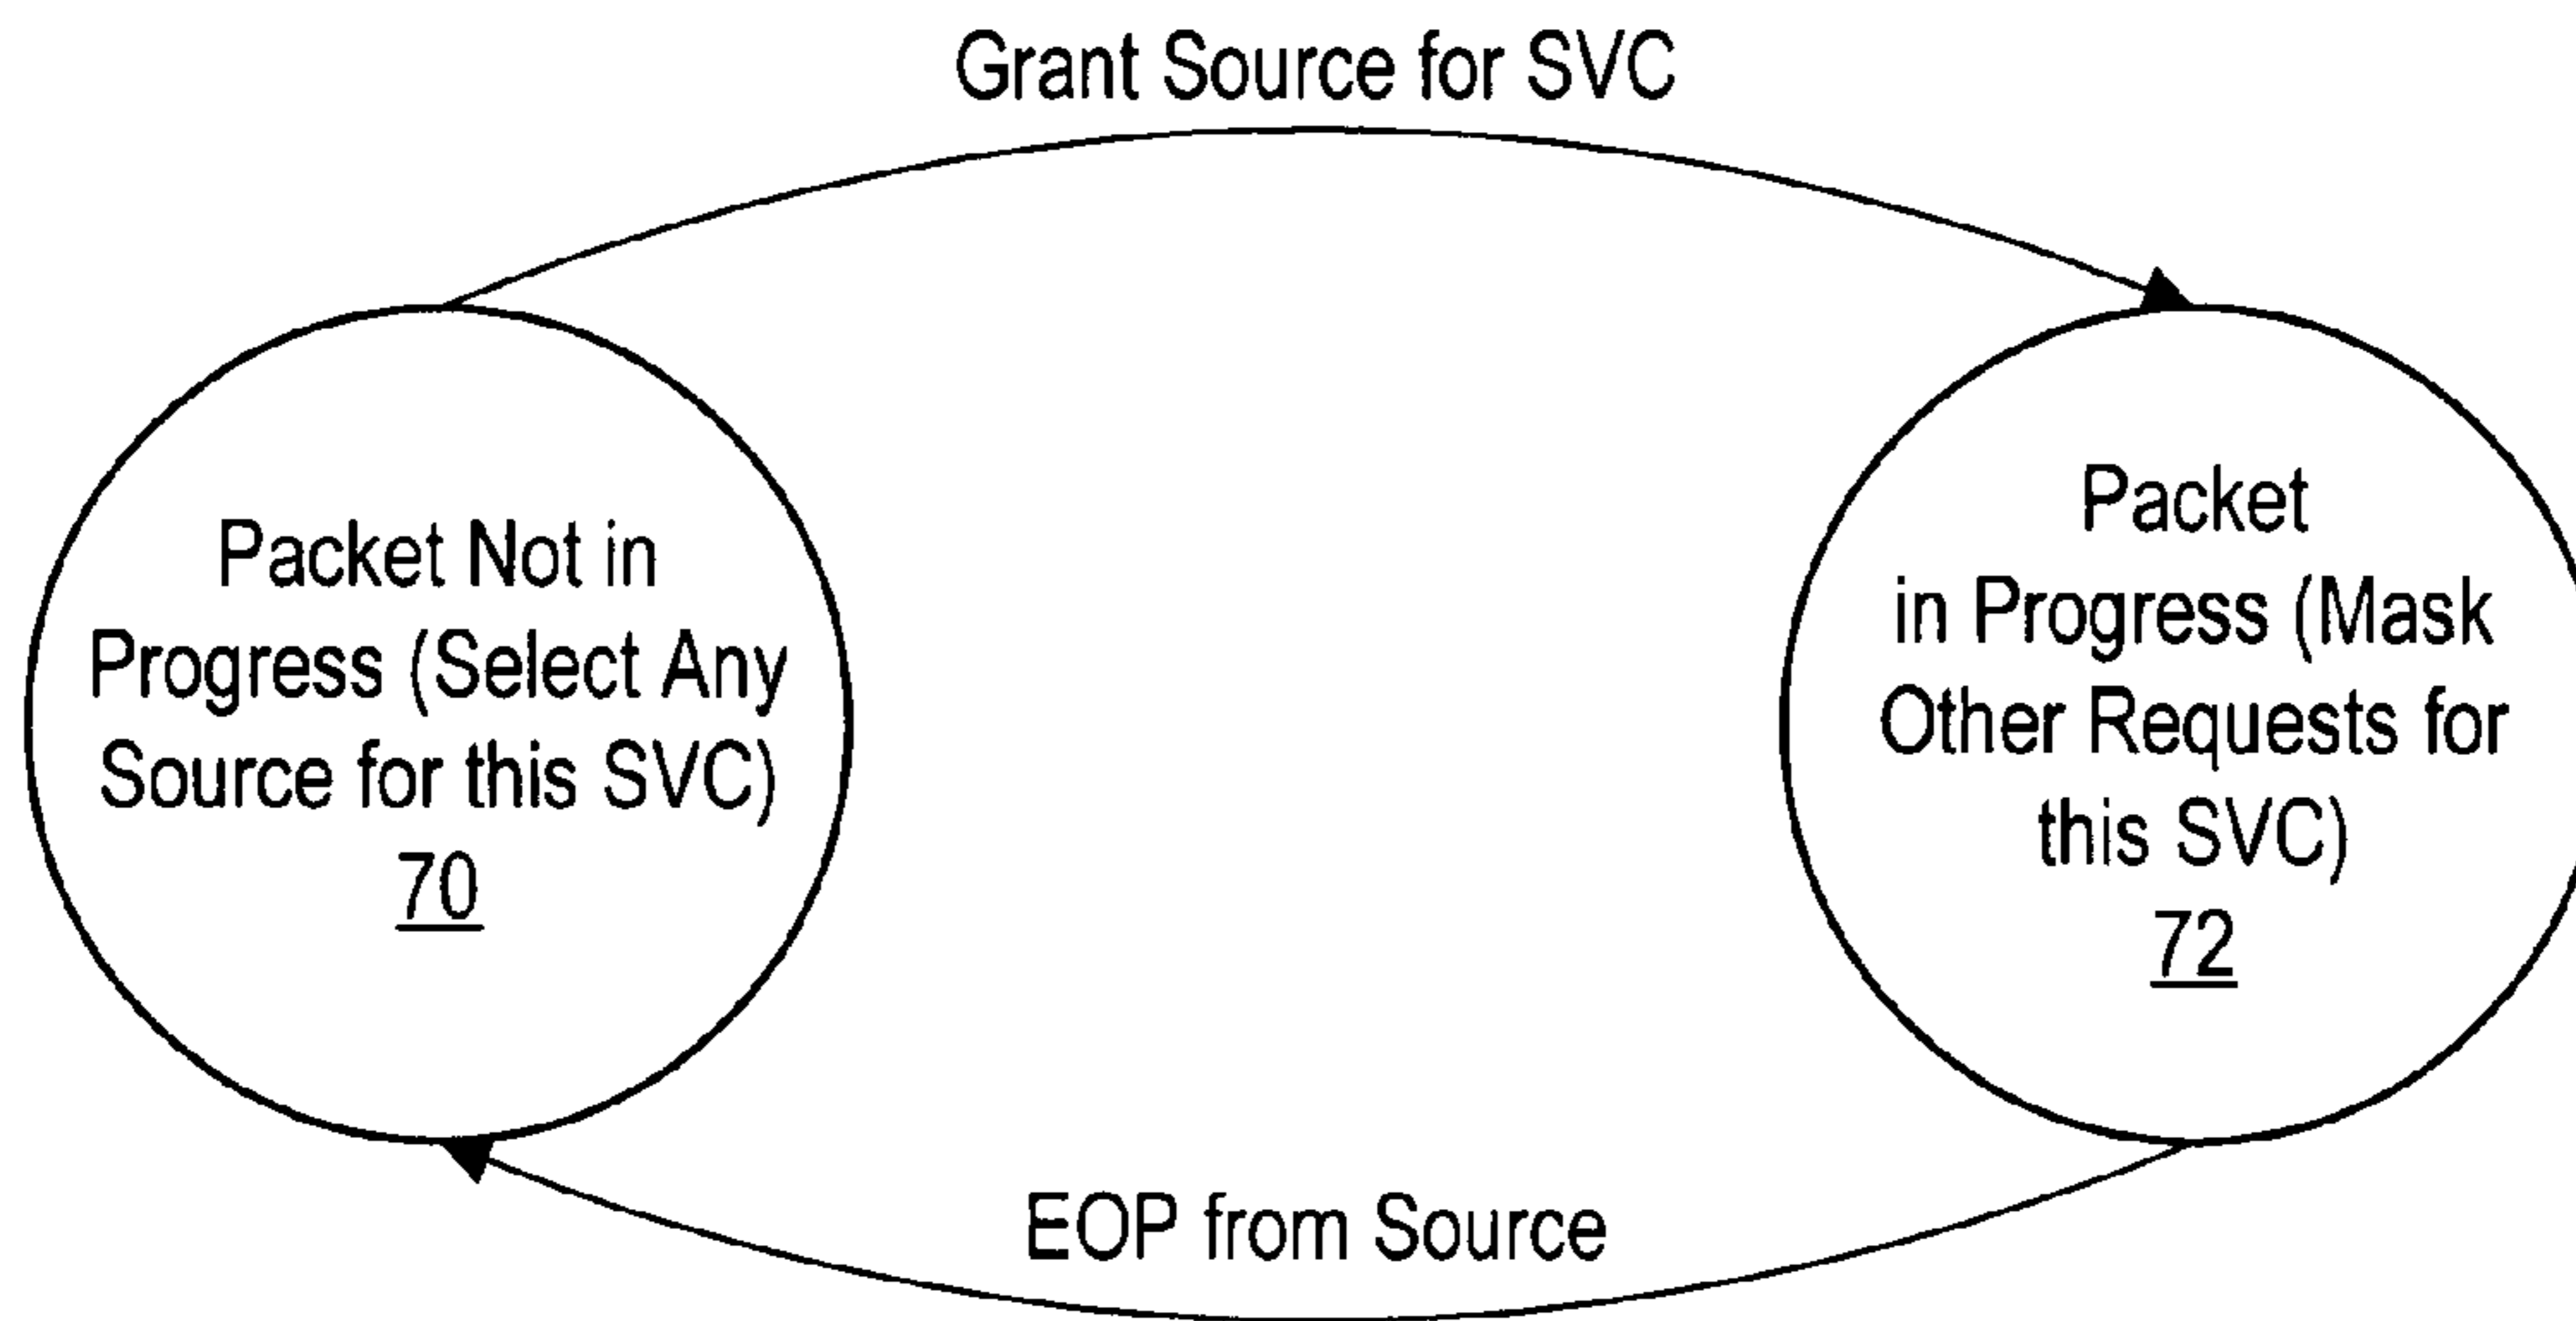 Grant Source for SVC
Packet Not in
Progress (Select Any
Source for this SVC)
70
Packet
in Progress (Mask
Other Requests for
this SVC)
72
EOP from Source